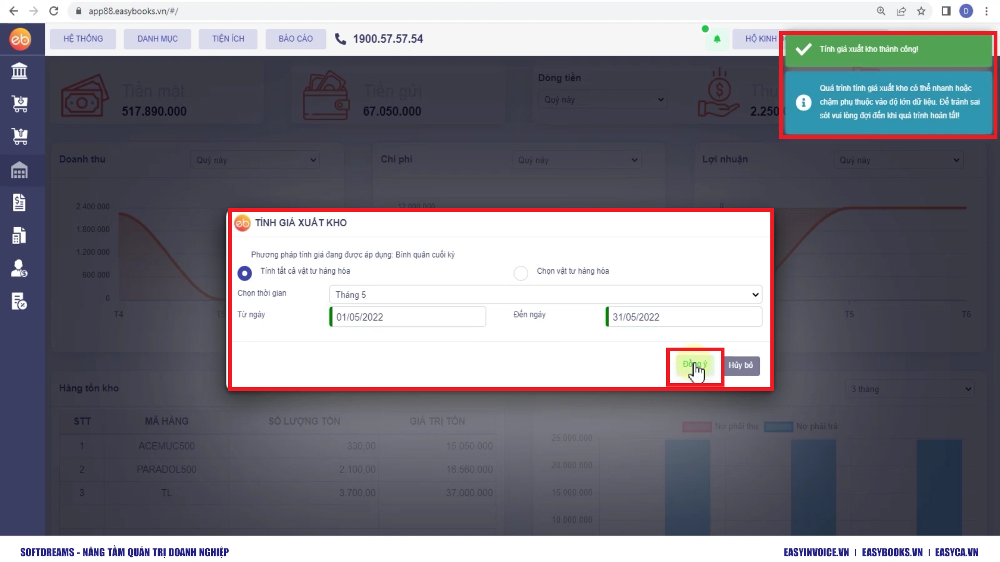 app88.easybooks.vn/#/
D
eb
HỆ THỐNG
DANH MỤC
TIỆN ÍCH
BÁO CÁO
1900.57.57.54
HỘ KINH
Tính giá xuất kho thành công!
Quá trình tính giá xuất kho có thể nhanh hoặc
chậm phụ thuộc vào độ lớn dữ liệu. Để tránh sai
sót vui lòng đợi đến khi quá trình hoàn tất!
Tiền mặt
517.890.000
Tiền gửi
67.050.000
Dòng tiền
Quý này
Thu
2.250
Doanh thu
Quý này
Chi phí
Quý này
Lợi nhuận
Quý này
2.400.000
1.800.000
1.200.000
600.000
0
T4
T5
12.000.000
0
T5
T6
eb TÍNH GIÁ XUẤT KHO
Phương pháp tính giá đang được áp dụng: Bình quân cuối kỳ
Tính tất cả vật tư hàng hóa
Chọn vật tư hàng hóa
Chọn thời gian
Tháng 5
Từ ngày
01/05/2022
Đến ngày
31/05/2022
Đồng ý
Hủy bỏ
Hàng tồn kho
3 tháng
STT MÃ HÀNG SỐ LƯỢNG TỒN GIÁ TRỊ TỒN
1 ACEMUC500 330,00 15.050.000
2 PARADOL500 2.100,00 16.560.000
3 TL 3.700,00 37.000.000
Nợ phải thu
Nợ phải trả
25.000.000
20.000.000
15.000.000
10.000.000
SOFTDREAMS - NÂNG TẦM QUẢN TRỊ DOANH NGHIỆP
EASYINVOICE.VN | EASYBOOKS.VN | EASYCA.VN